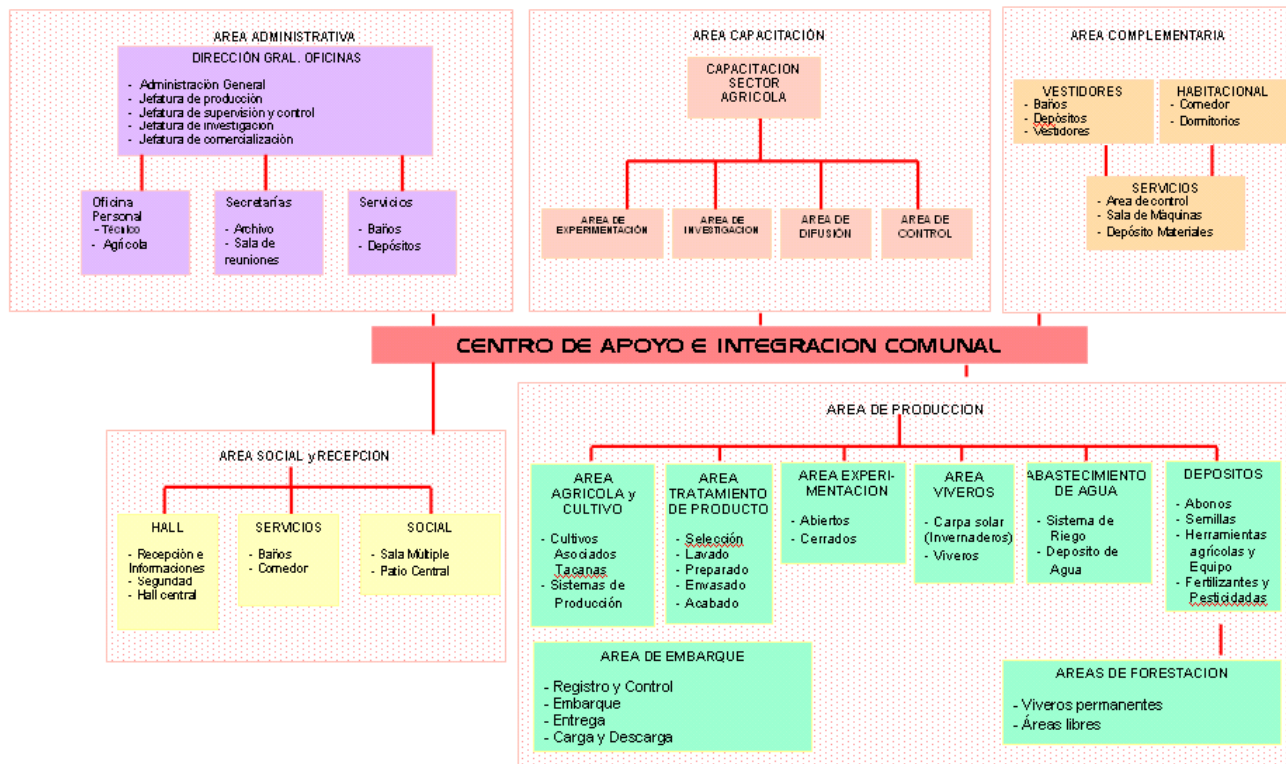 AREA ADMINISTRATIVA
DIRECCIÓN GRAL. OFICINAS
- Administración General
- Jefatura de producción
- Jefatura de supervisión y control
- Jefatura de investigacion
- Jefatura de comercialización
Oficina
Personal
- Técnico
- Agrícola
Secretarías
- Archivo
- Sala de
reuniones
Servicios
- Baños
- Depósitos
AREA CAPACITACIÓN
CAPACITACION
SECTOR
AGRICOLA
AREA DE
EXPERIMENTACIÓN
AREA DE
INVESTIGACION
AREA DE
DIFUSIÓN
AREA DE
CONTROL
AREA COMPLEMENTARIA
VESTIDORES
- Baños
- Depósitos
- Vestidores
HABITACIONAL
- Comedor
- Dormitorios
SERVICIOS
- Area de control
- Sala de Máquinas
- Depósito Materiales
CENTRO DE APOYO E INTEGRACION COMUNAL
AREA SOCIAL y RECEPCION
HALL
- Recepción e
Informaciones
- Seguridad
- Hall central
SERVICIOS
- Baños
- Comedor
SOCIAL
- Sala Múltiple
- Patio Central
AREA DE PRODUCCION
AREA
AGRICOLA y
CULTIVO
- Cultivos
Asociados
Tacanas
- Sistemas de
Producción
AREA
TRATAMIENTO
DE PRODUCTO
- Selección
- Lavado
- Preparado
- Envasado
- Acabado
AREA EXPERI-
MENTACION
- Abiertos
- Cerrados
AREA
VIVEROS
- Carpa solar
(Invernaderos)
- Viveros
ABASTECIMIENTO
DE AGUA
- Sistema de
Riego
- Deposito de
Agua
DEPOSITOS
- Abonos
- Semillas
- Herramientas
agrícolas y
Equipo
- Fertilizantes y
Pesticidadas
AREA DE EMBARQUE
- Registro y Control
- Embarque
- Entrega
- Carga y Descarga
AREAS DE FORESTACION
- Viveros permanentes
- Áreas libres